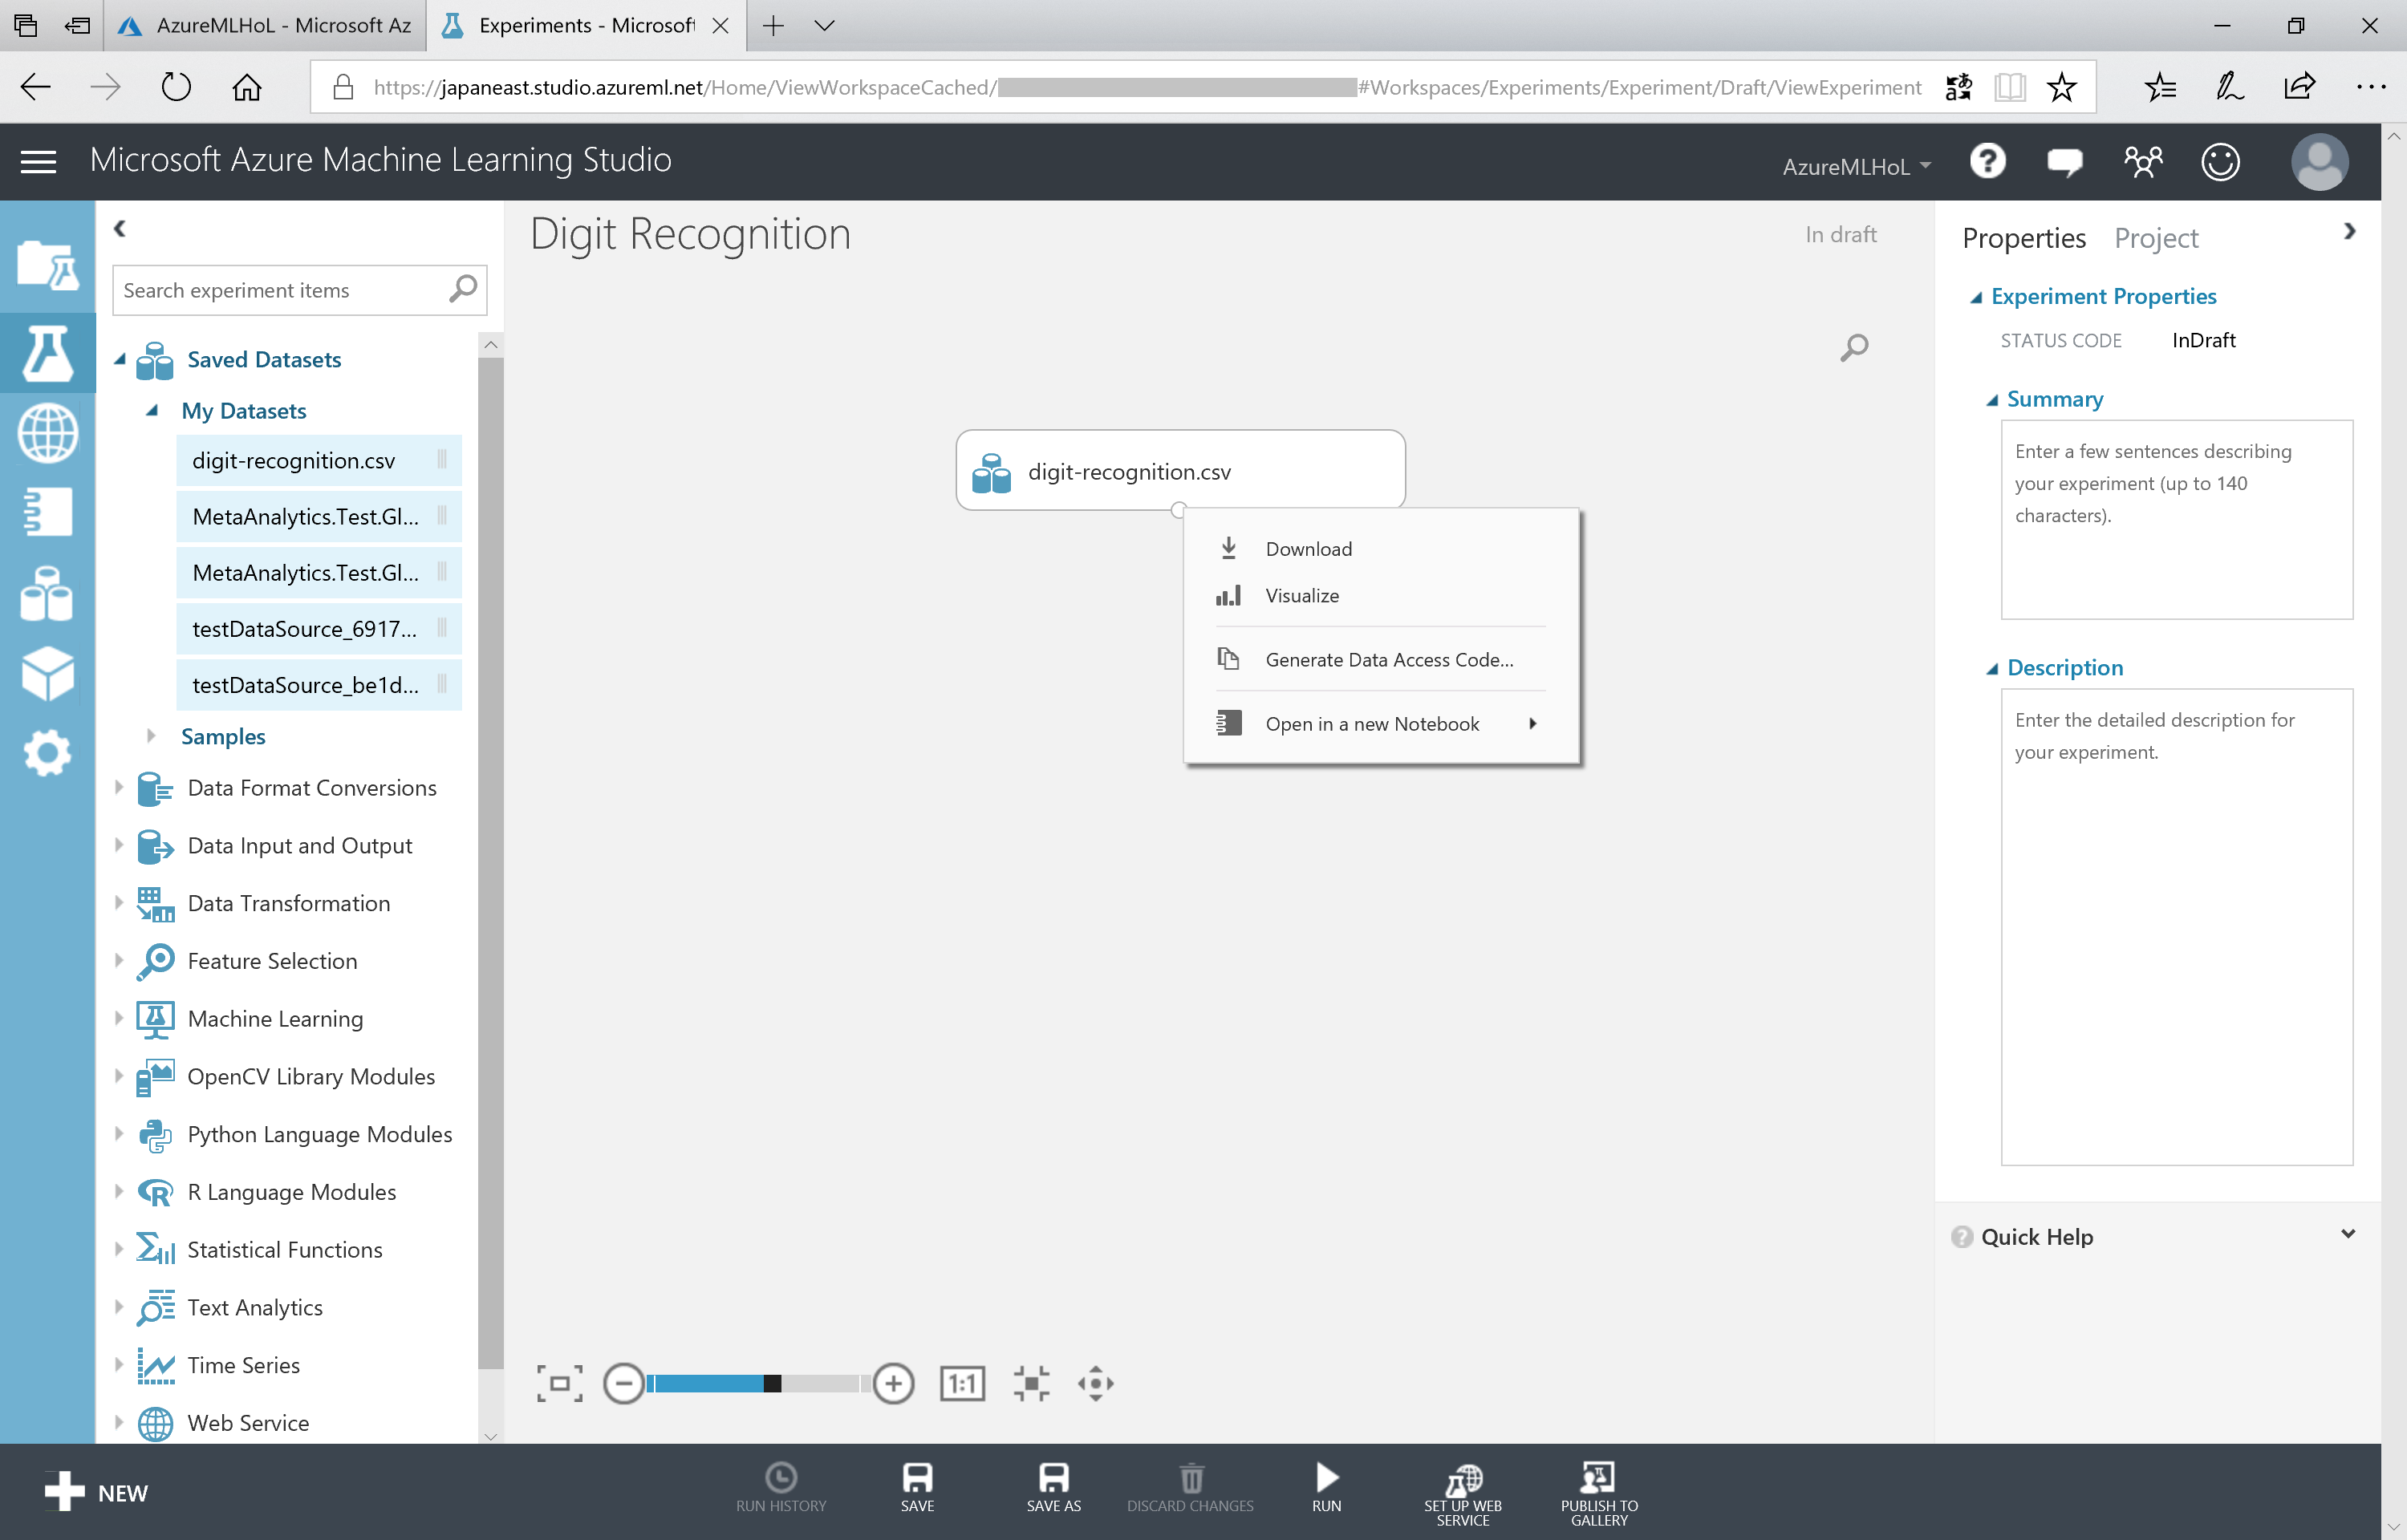 AzureMLHoL - Microsoft Az
Experiments - Microsoft
https://japaneast.studio.azureml.net/Home/ViewWorkspaceCached/
#Workspaces/Experiments/Experiment/Draft/ViewExperiment
Microsoft Azure Machine Learning Studio
AzureMLHoL
Search experiment items
Saved Datasets
My Datasets
digit-recognition.csv
MetaAnalytics.Test.Gl...
MetaAnalytics.Test.Gl...
testDataSource_6917...
testDataSource_be1d...
Samples
Data Format Conversions
Data Input and Output
Data Transformation
Feature Selection
Machine Learning
OpenCV Library Modules
Python Language Modules
R Language Modules
Statistical Functions
Text Analytics
Time Series
Web Service
Digit Recognition
In draft
digit-recognition.csv
Download
Visualize
Generate Data Access Code...
Open in a new Notebook
1:1
Properties
Project
Experiment Properties
STATUS CODE
InDraft
Summary
Enter a few sentences describing
your experiment (up to 140
characters).
Description
Enter the detailed description for
your experiment.
Quick Help
NEW
RUN HISTORY
SAVE
SAVE AS
DISCARD CHANGES
RUN
SET UP WEB
SERVICE
PUBLISH TO
GALLERY